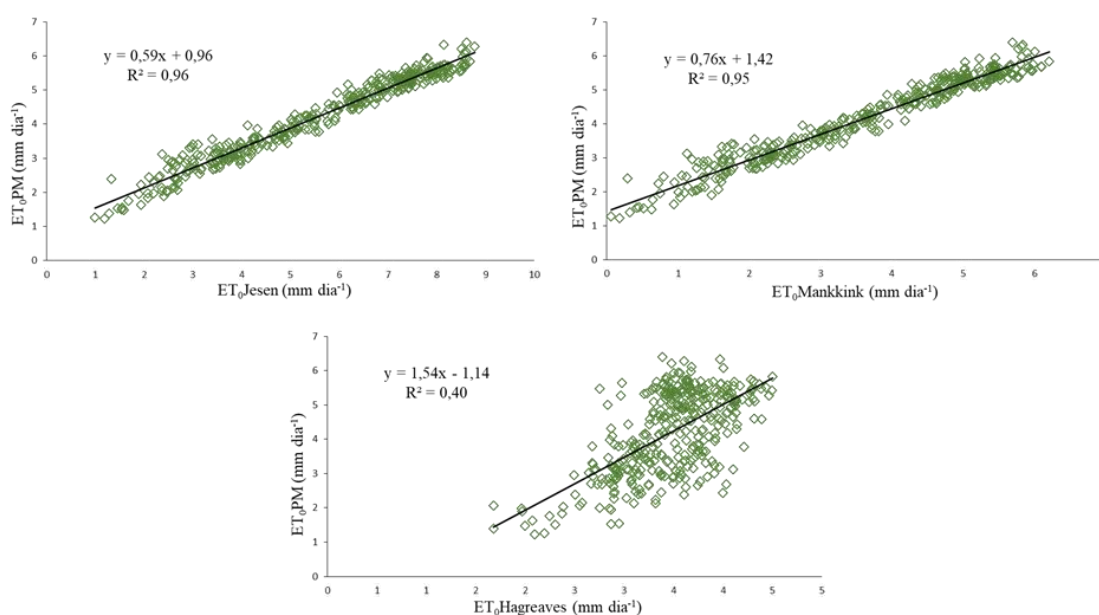 7
6
5
4
3
2
1
0
ET₀PM (mm dia⁻¹)
y = 0,59x + 0,96
R² = 0,96
0 1 2 3 4 5 6 7 8 9 10
ET₀Jesen (mm dia⁻¹)
7
6
5
4
3
2
1
0
ET₀PM (mm dia⁻¹)
y = 0,76x + 1,42
R² = 0,95
0 1 2 3 4 5 6
ET₀Mankkink (mm dia⁻¹)
7
6
5
4
3
2
1
0
ET₀PM (mm dia⁻¹)
y = 1,54x - 1,14
R² = 0,40
0 1 1 2 2 3 3 4 4 5 5
ET₀Hagreaves (mm dia⁻¹)